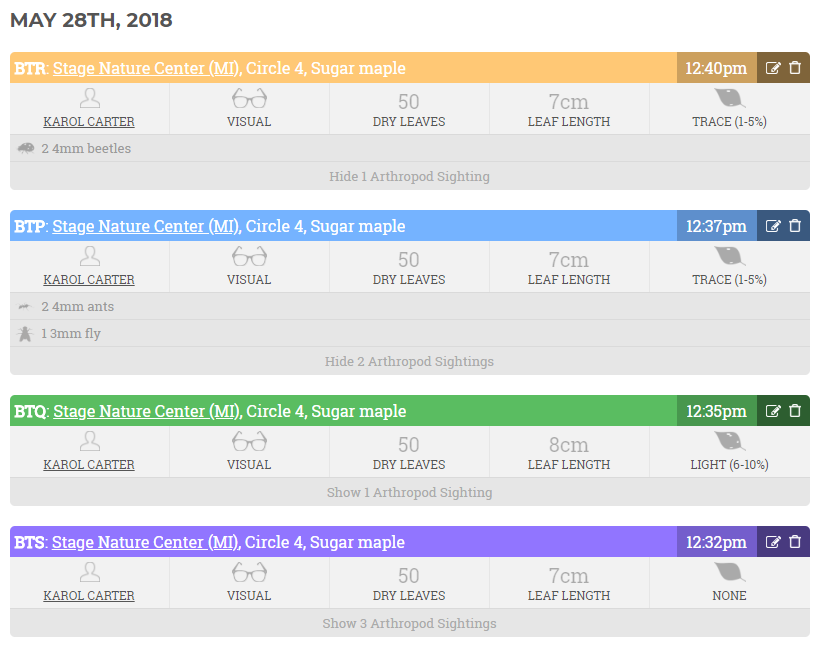 MAY 28TH, 2018
BTR: Stage Nature Center (MI), Circle 4, Sugar maple 12:40pm
50 7cm
KAROL CARTER VISUAL DRY LEAVES LEAF LENGTH TRACE (1-5%)
2 4mm beetles
Hide 1 Arthropod Sighting
BTP: Stage Nature Center (MI), Circle 4, Sugar maple 12:37pm
50 7cm
KAROL CARTER VISUAL DRY LEAVES LEAF LENGTH TRACE (1-5%)
2 4mm ants
1 3mm fly
Hide 2 Arthropod Sightings
BTQ: Stage Nature Center (MI), Circle 4, Sugar maple 12:35pm
50 8cm
KAROL CARTER VISUAL DRY LEAVES LEAF LENGTH LIGHT (6-10%)
Show 1 Arthropod Sighting
BTS: Stage Nature Center (MI), Circle 4, Sugar maple 12:32pm
50 7cm
KAROL CARTER VISUAL DRY LEAVES LEAF LENGTH NONE
Show 3 Arthropod Sightings